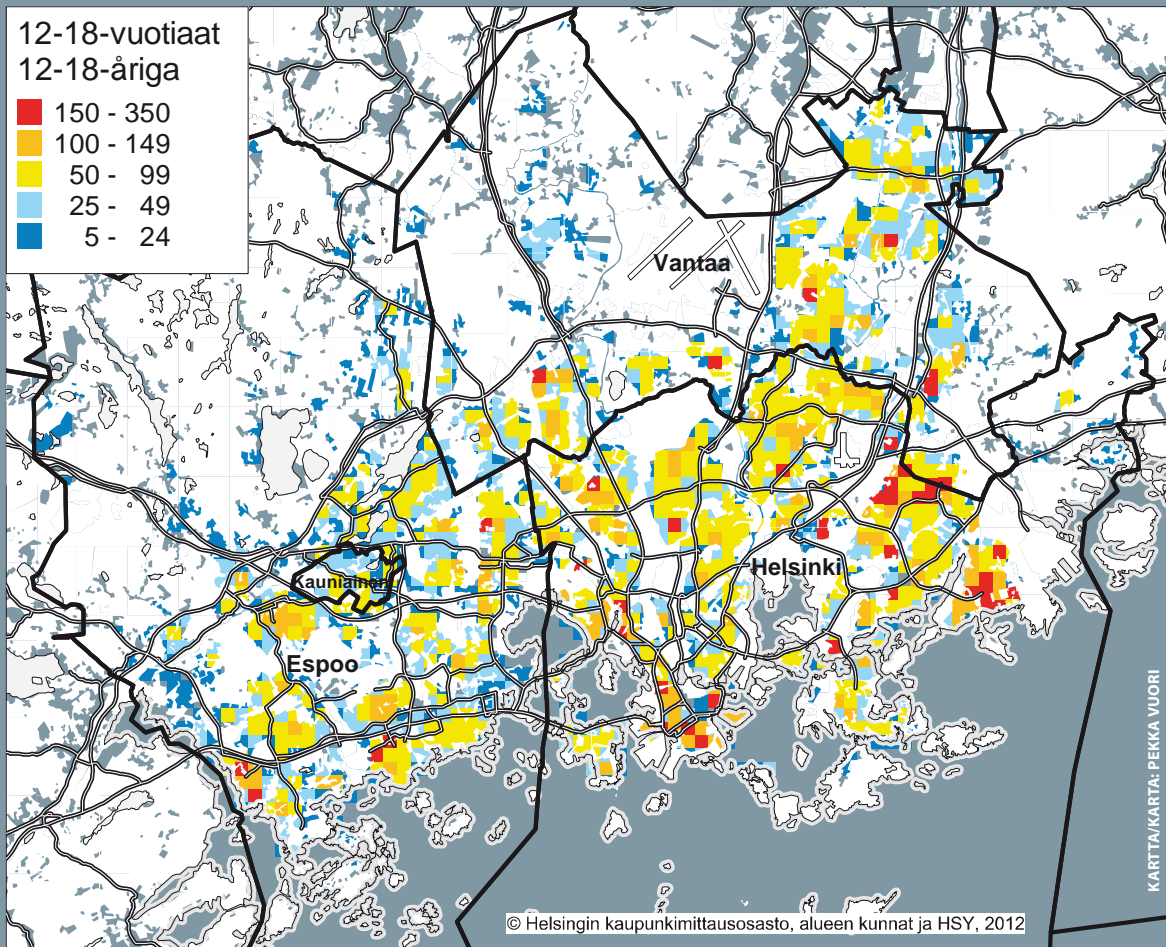 12-18-vuotiaat
12-18-åriga
150 - 350
100 - 149
50 - 99
25 - 49
5 - 24
Vantaa
Helsinki
Kauniainen
Espoo
KARTTA/KARTA: PEKKA VUORI
© Helsingin kaupunkimittausosasto, alueen kunnat ja HSY, 2012